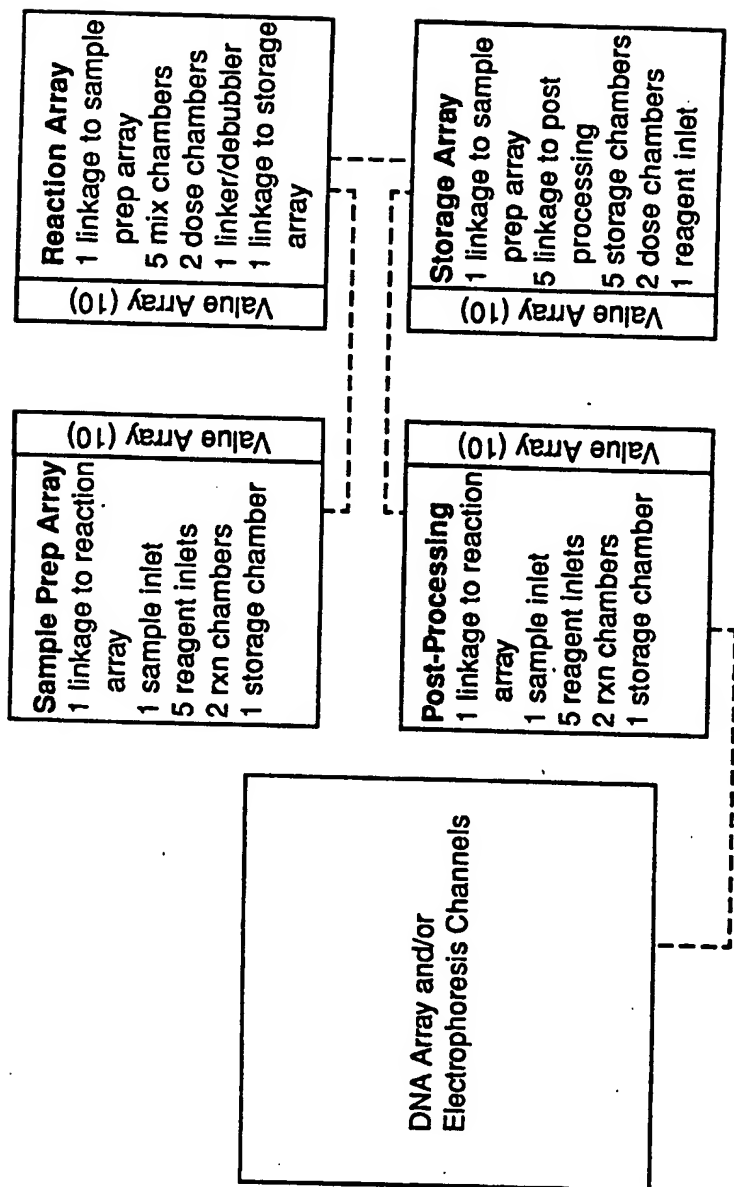 Sample Prep Array
1 linkage to reaction
array
1 sample inlet
5 reagent inlets
2 rxn chambers
1 storage chamber
Value Array (10)
Reaction Array
1 linkage to sample
prep array
5 mix chambers
2 dose chambers
1 linker/debubbler
1 linkage to storage
array
Value Array (10)
DNA Array and/or
Electrophoresis Channels
Post-Processing
1 linkage to reaction
array
1 sample inlet
5 reagent inlets
2 rxn chambers
1 storage chamber
Value Array (10)
Storage Array
1 linkage to sample
prep array
5 linkage to post
processing
5 storage chambers
2 dose chambers
1 reagent inlet
Value Array (10)